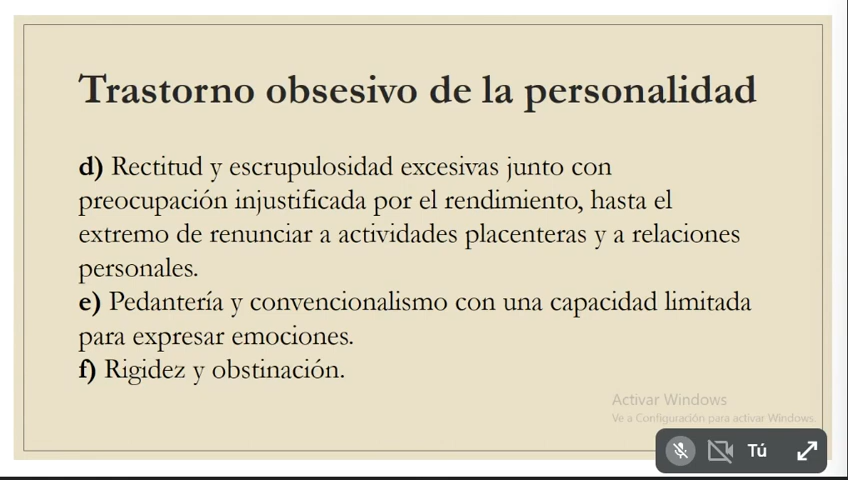 Trastorno obsesivo de la personalidad
d) Rectitud y escrupulosidad excesivas junto con
preocupación injustificada por el rendimiento, hasta el
extremo de renunciar a actividades placenteras y a relaciones
personales.
e) Pedantería y convencionalismo con una capacidad limitada
para expresar emociones.
f) Rigidez y obstinación.
Activar Windows
Ve a Configuración para activar Windows.
Tú